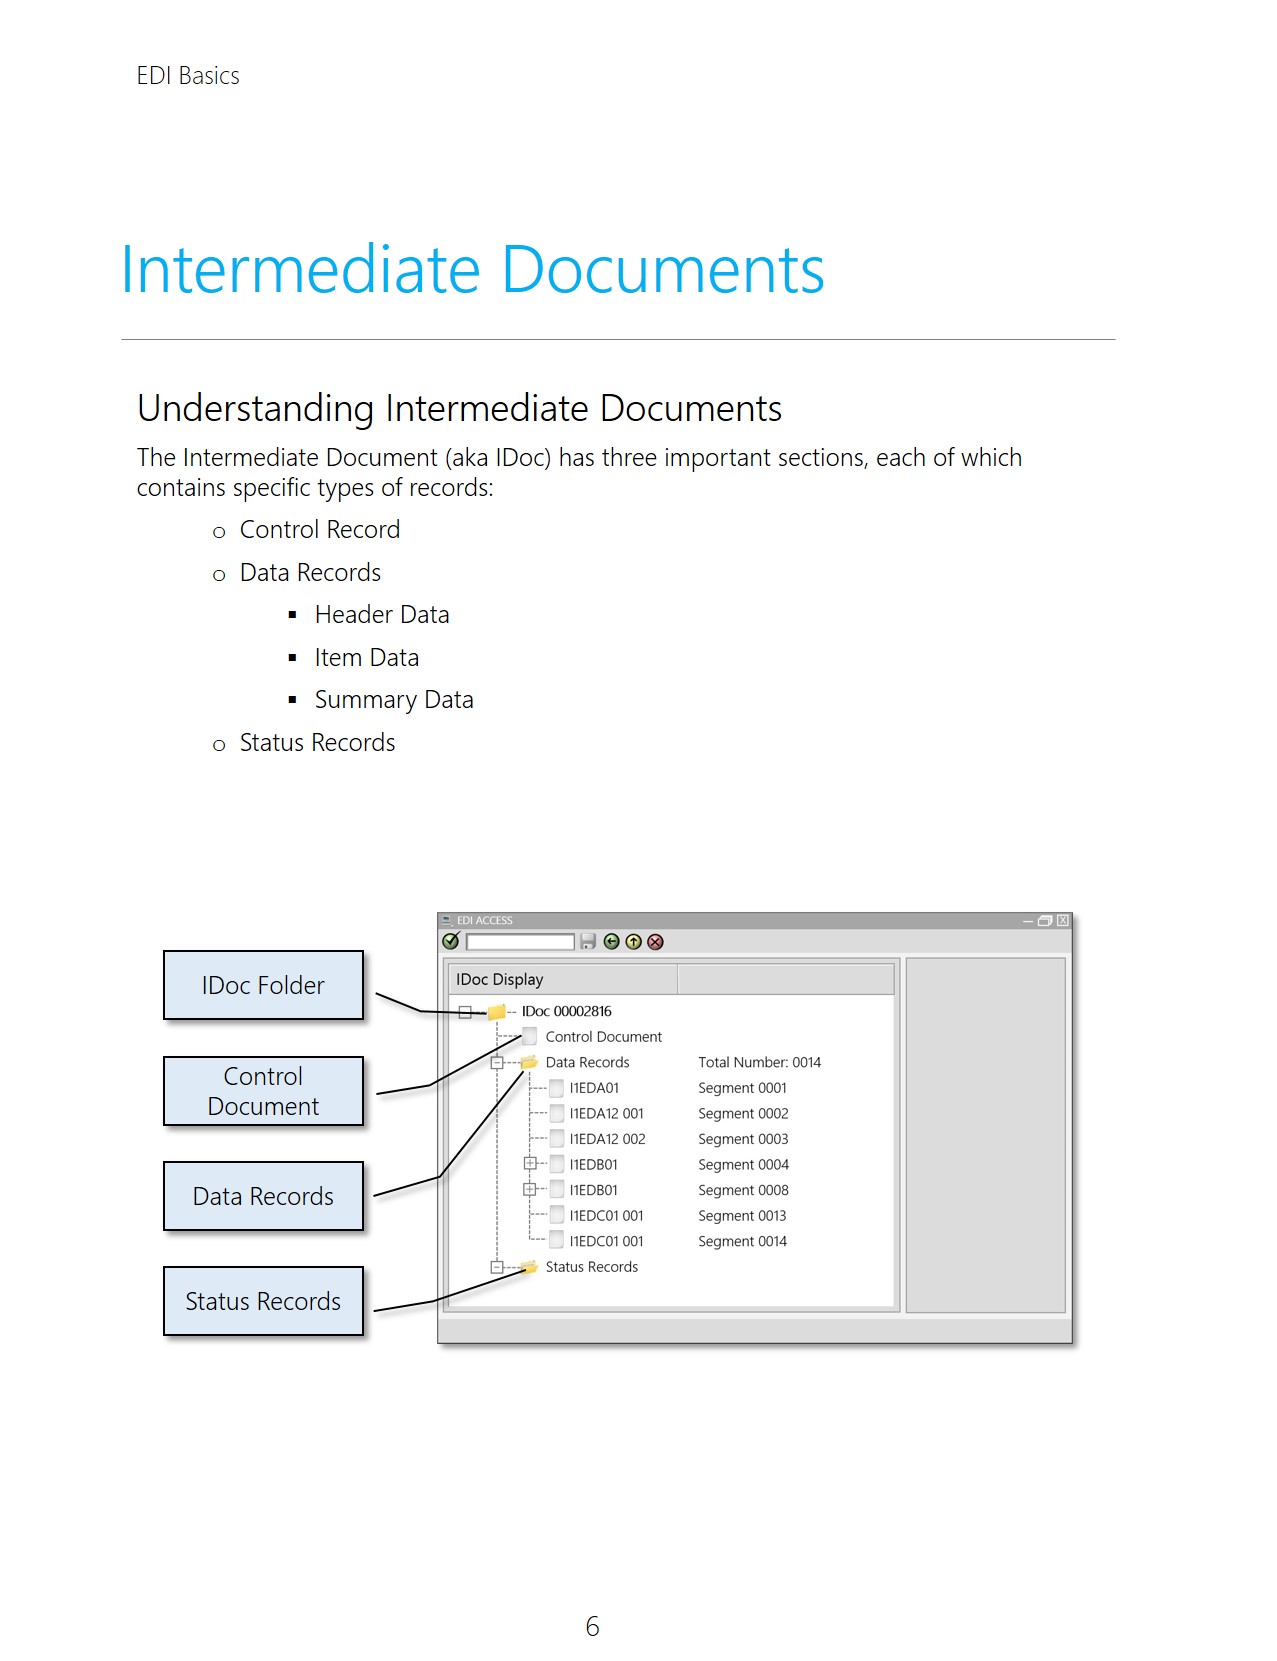 EDI Basics
Intermediate Documents
Understanding Intermediate Documents
The Intermediate Document (aka IDoc) has three important sections, each of which
contains specific types of records:
o Control Record
o Data Records
▪ Header Data
▪ Item Data
▪ Summary Data
o Status Records
IDoc Folder
Control
Document
Data Records
Status Records
EDI ACCESS
IDoc Display
IDoc 00002816
Control Document
Data Records Total Number: 0014
I1EDA01 Segment 0001
I1EDA12 001 Segment 0002
I1EDA12 002 Segment 0003
I1EDB01 Segment 0004
I1EDB01 Segment 0008
I1EDC01 001 Segment 0013
I1EDC01 001 Segment 0014
Status Records
6